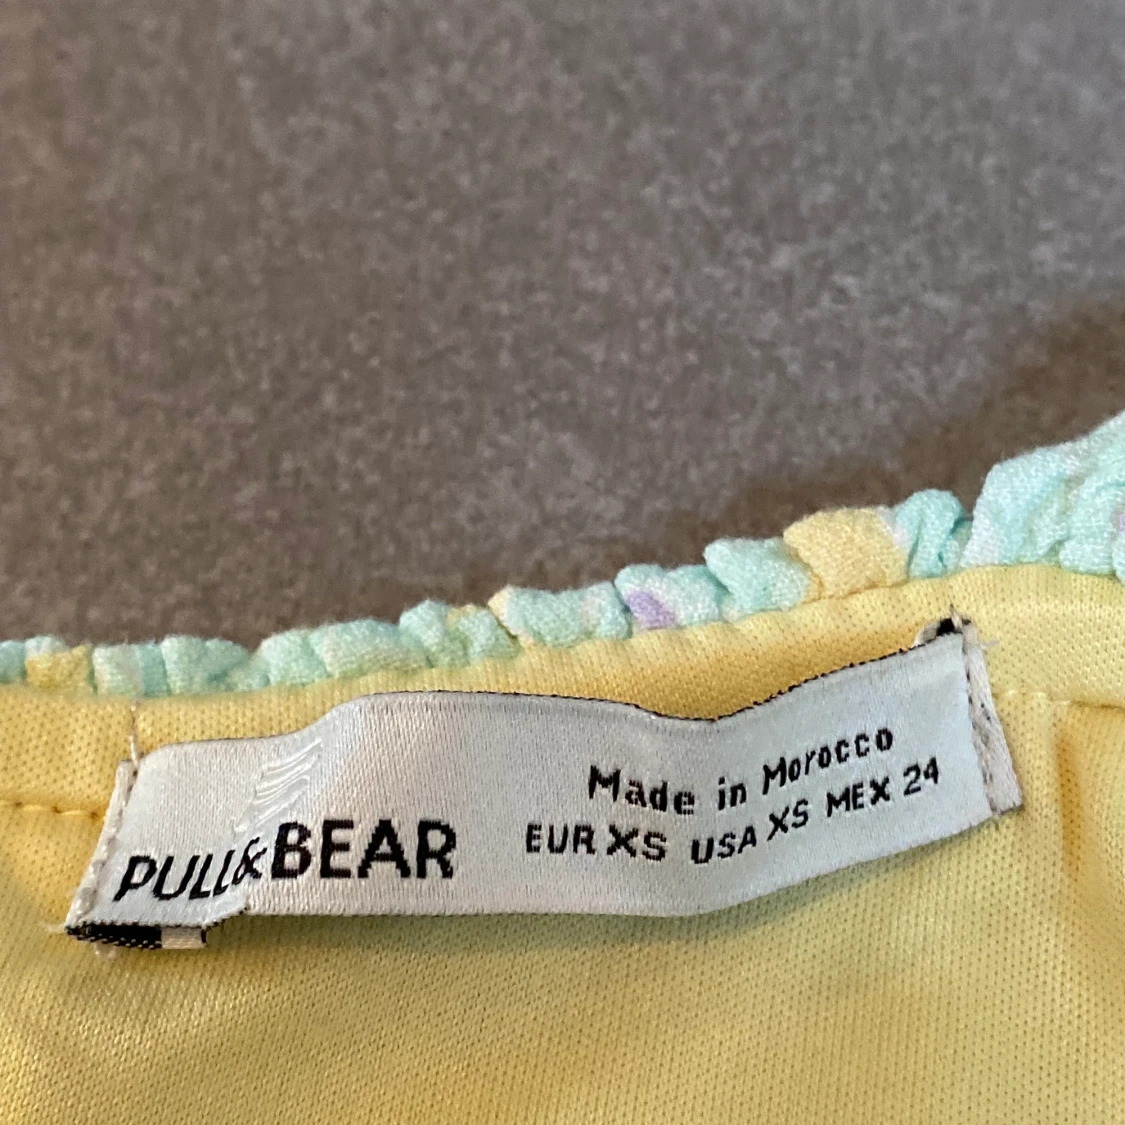 PULL&BEAR
Made in Morocco
EUR XS USA XS MEX 24